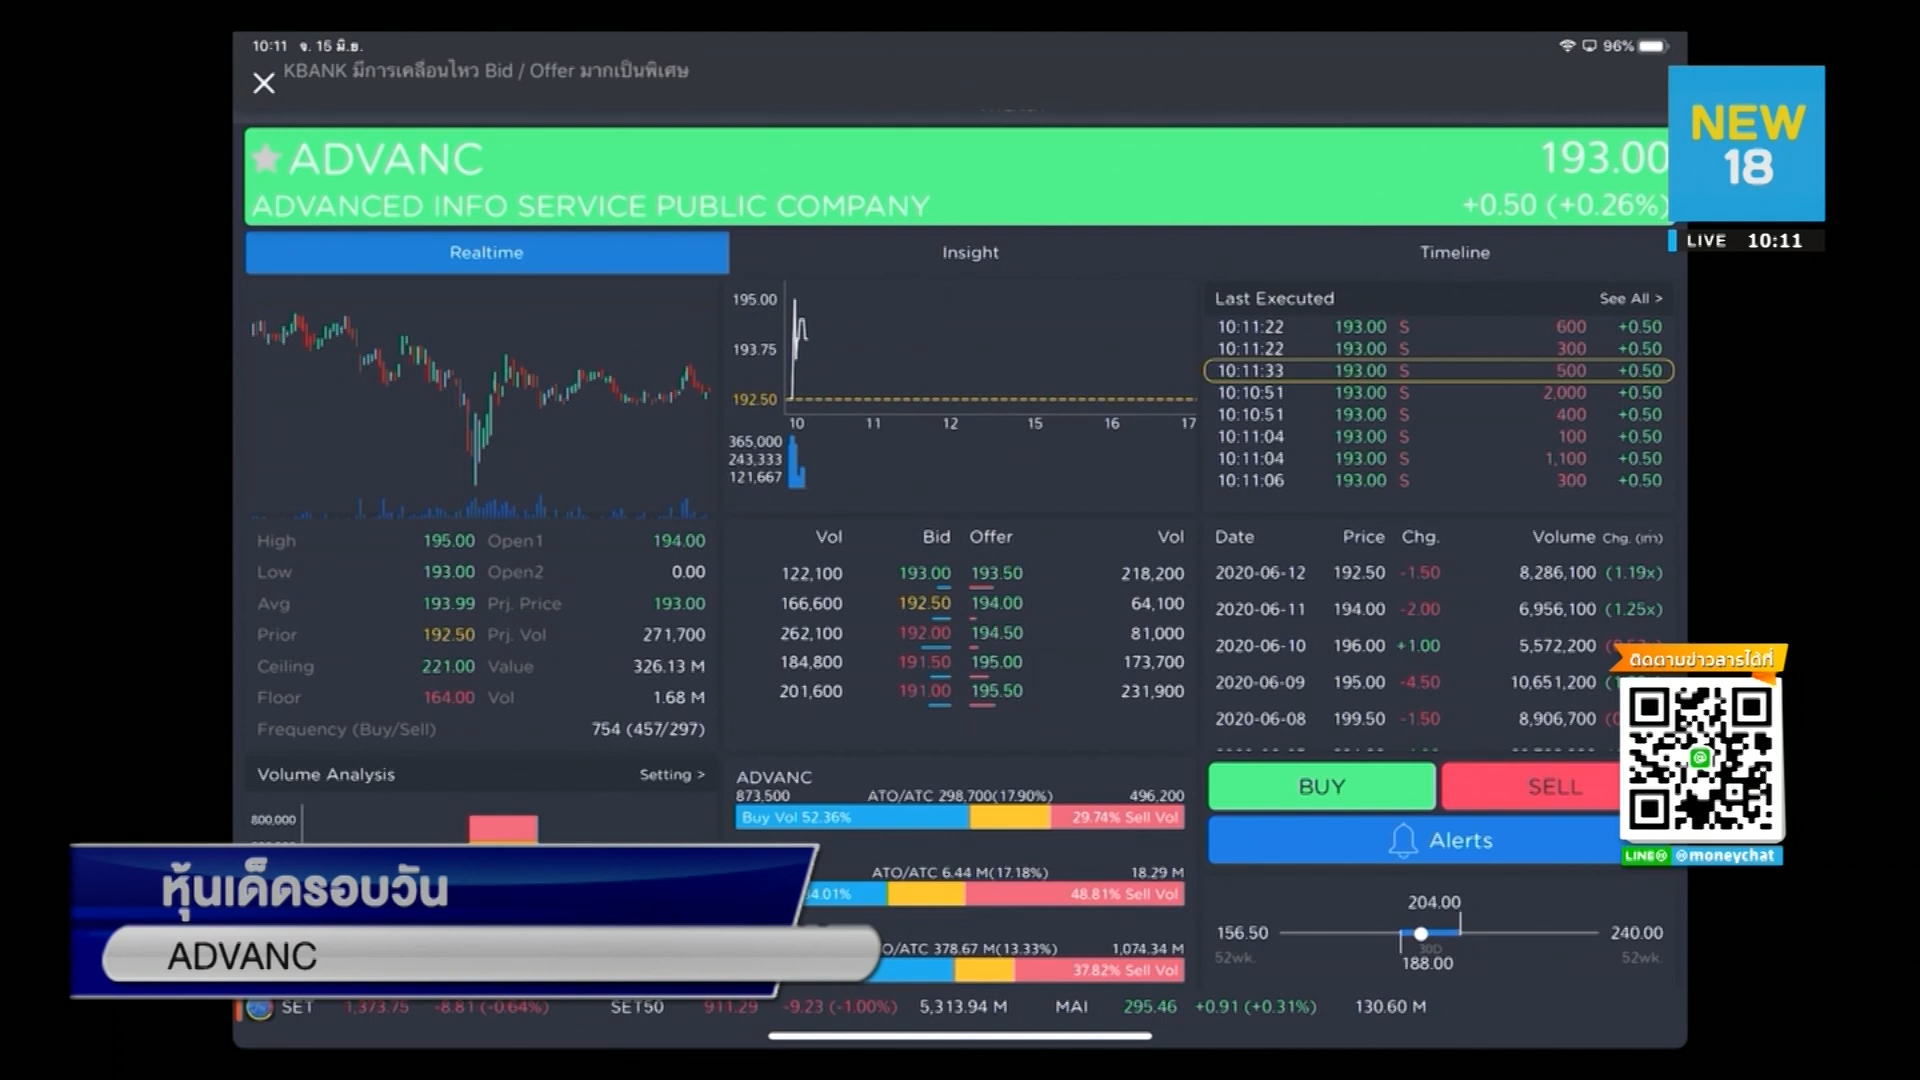 10:11 จ. 15 มิ.ย.
96%
KBANK มีการเคลื่อนไหว Bid / Offer มากเป็นพิเศษ
NEW
18
LIVE 10:11
ADVANC
193.00
ADVANCED INFO SERVICE PUBLIC COMPANY
+0.50 (+0.26%)
Realtime
Insight
Timeline
195.00
193.75
192.50
10 11 12 15 16 17
365,000
243,333
121,667
Last Executed See All >
10:11:22 193.00 S 600 +0.50
10:11:22 193.00 S 300 +0.50
10:11:33 193.00 S 500 +0.50
10:10:51 193.00 S 2,000 +0.50
10:10:51 193.00 S 400 +0.50
10:11:04 193.00 S 100 +0.50
10:11:04 193.00 S 1,100 +0.50
10:11:06 193.00 S 300 +0.50
High 195.00 Open1 194.00
Low 193.00 Open2 0.00
Avg 193.99 Prj. Price 193.00
Prior 192.50 Prj. Vol 271,700
Ceiling 221.00 Value 326.13 M
Floor 164.00 Vol 1.68 M
Frequency (Buy/Sell) 754 (457/297)
Vol Bid Offer Vol
122,100 193.00 193.50 218,200
166,600 192.50 194.00 64,100
262,100 192.00 194.50 81,000
184,800 191.50 195.00 173,700
201,600 191.00 195.50 231,900
Date Price Chg. Volume Chg. (เท่า)
2020-06-12 192.50 -1.50 8,286,100 (1.19x)
2020-06-11 194.00 -2.00 6,956,100 (1.25x)
2020-06-10 196.00 +1.00 5,572,200
2020-06-09 195.00 -4.50 10,651,200
2020-06-08 199.50 -1.50 8,906,700
Volume Analysis Setting >
800,000
ADVANC
873,500 ATO/ATC 298,700(17.90%) 496,200
Buy Vol 52.36% 29.74% Sell Vol
ATO/ATC 6.44 M(17.18%) 18.29 M
4.01% 48.81% Sell Vol
O/ATC 378.67 M(13.33%) 1,074.34 M
37.82% Sell Vol
BUY
SELL
Alerts
204.00
156.50 240.00
52wk. 30D 52wk.
188.00
ติดตามข่าวสารได้ที่
LINE@ @moneychat
หุ้นเด็ดรอบวัน
ADVANC
SET 1,373.75 -8.81 (-0.64%) SET50 911.29 -9.23 (-1.00%) 5,313.94 M MAI 295.46 +0.91 (+0.31%) 130.60 M